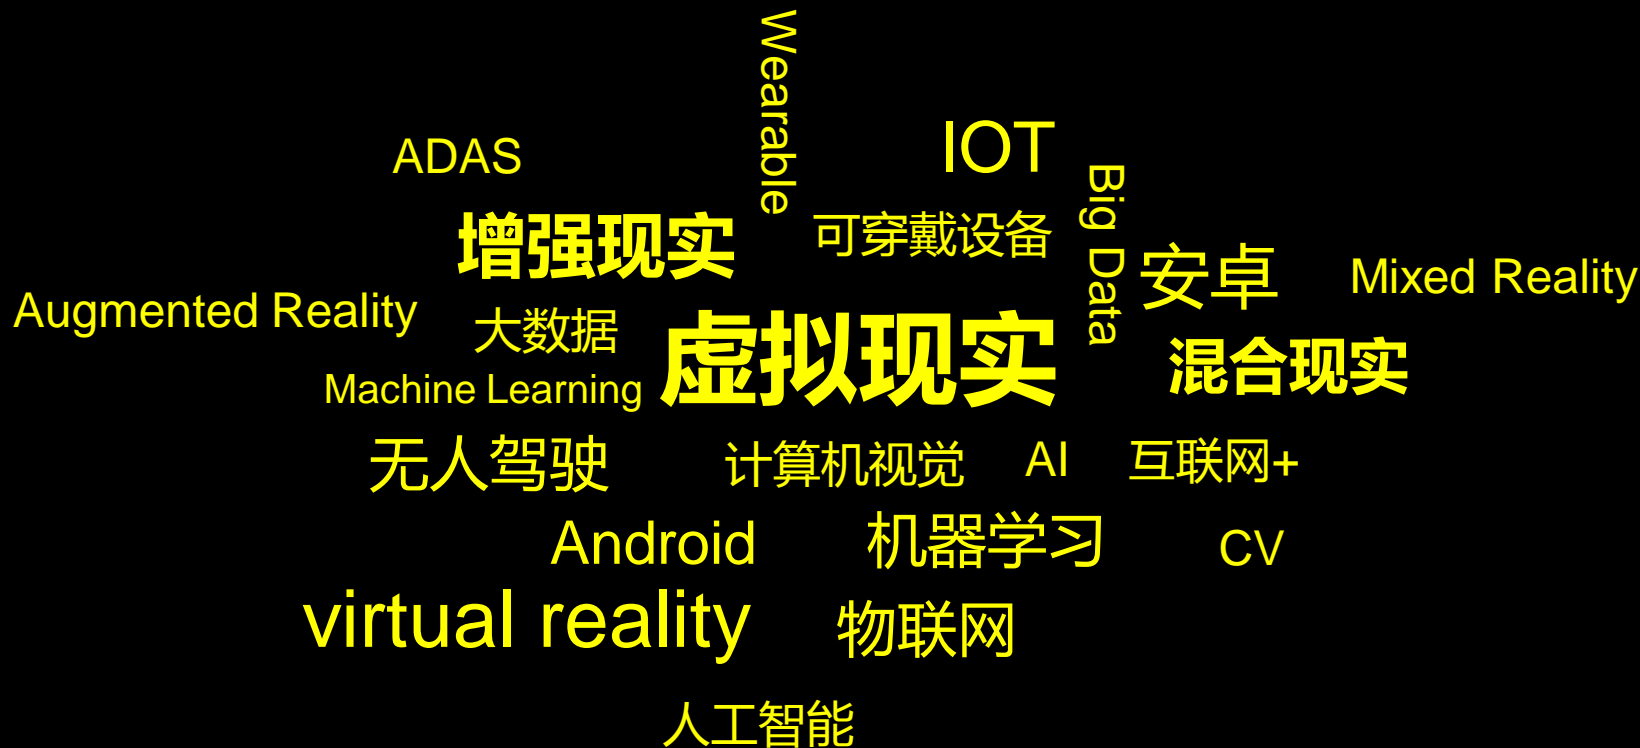 Wearable
IOT
ADAS
Big Data
增强现实
可穿戴设备
安卓
Mixed Reality
Augmented Reality
大数据
虚拟现实
混合现实
Machine Learning
无人驾驶
计算机视觉
AI
互联网+
Android
机器学习
CV
virtual reality
物联网
人工智能